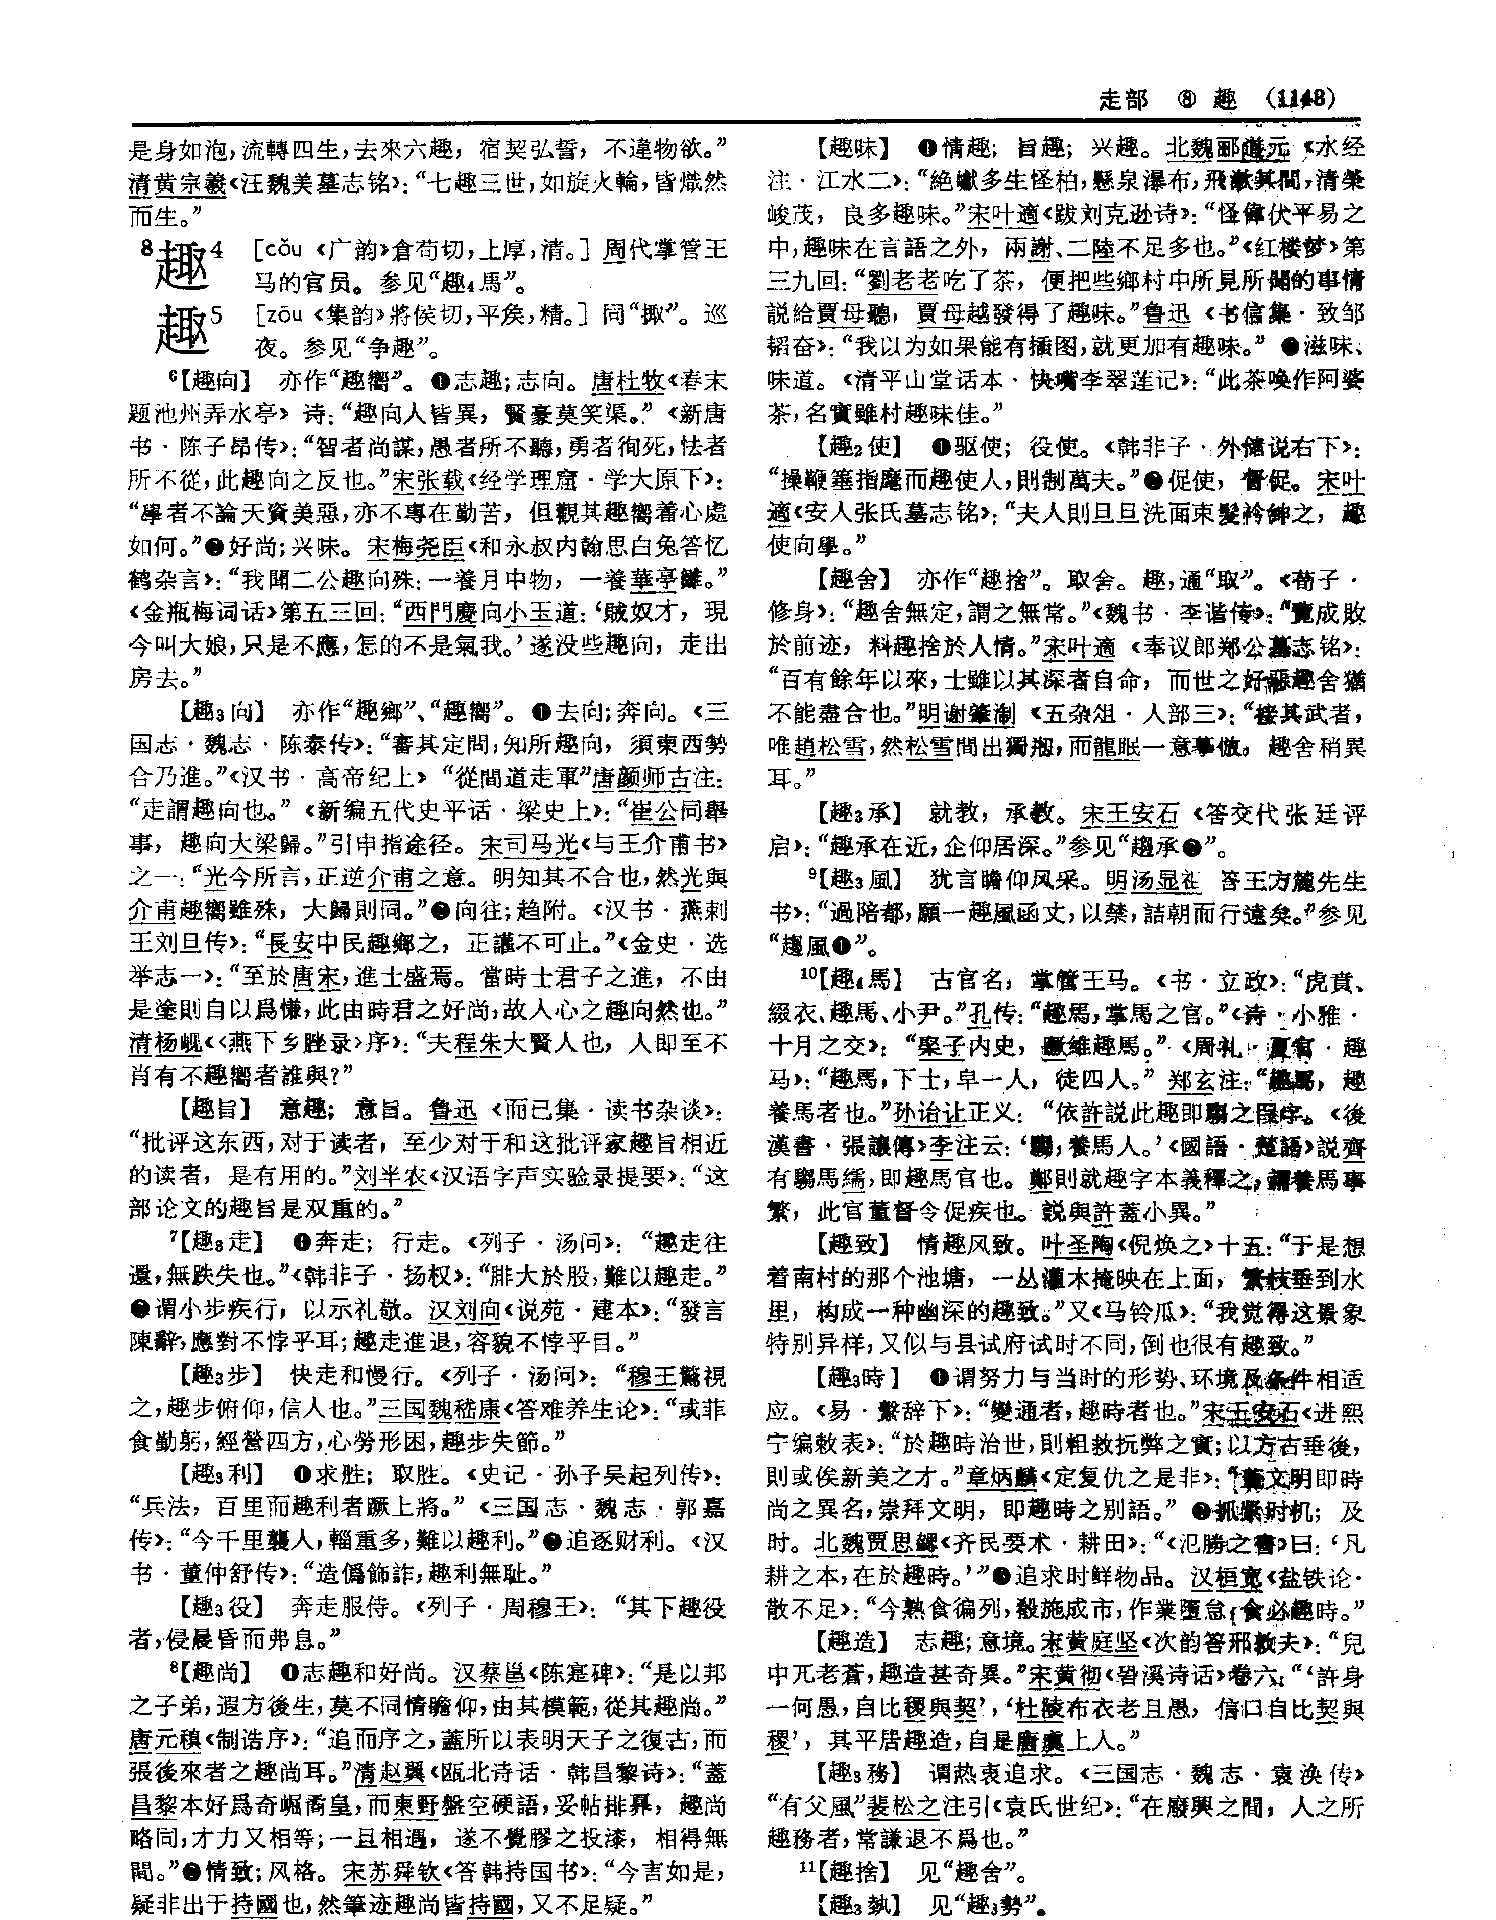 走部 ⑧ 趣 (1148)
是身如泡，流轉四生，去來六趣，宿契弘誓，不違物欲。”
清黄宗羲《汪魏美墓志铭》：“七趣三世，如旋火輪，皆熾然
而生。”
8趣4 [cǒu《广韵》倉苟切，上厚，清。] 周代掌管王
马的官员。参见“趣4馬”。
趣5 [zōu《集韵》將侯切，平矦，精。] 同“掫”。巡
夜。参见“争趣”。
6【趣向】 亦作“趣嚮”。❶志趣；志向。唐杜牧《春末
题池州弄水亭》诗：“趣向人皆異，賢豪莫笑渠。”《新唐
书·陈子昂传》：“智者尚謀，愚者所不聽，勇者徇死，怯者
所不從，此趣向之反也。”宋张载《经学理窟·学大原下》：
“學者不論天資美惡，亦不專在勤苦，但觀其趣嚮着心處
如何。”❷好尚；兴味。宋梅尧臣《和永叔内翰思白兔答忆
鹤杂言》：“我聞二公趣向殊：一養月中物，一養華亭雛。”
《金瓶梅词话》第五三回：“西門慶向小玉道：‘賊奴才，現
今叫大娘，只是不應，怎的不是氣我。’遂没些趣向，走出
房去。”
【趣3向】 亦作“趣鄉”、“趣嚮”。❶去向；奔向。《三
国志·魏志·陈泰传》：“審其定問，知所趣向，須東西勢
合乃進。”《汉书·高帝纪上》“從間道走軍”唐颜师古注：
“走謂趣向也。”《新编五代史平话·梁史上》：“崔公同舉
事，趣向大梁歸。”引申指途径。宋司马光《与王介甫书》
之一：“光今所言，正逆介甫之意。明知其不合也，然光與
介甫趣嚮雖殊，大歸則同。”❷向往；趋附。《汉书·燕剌
王刘旦传》：“長安中民趣鄉之，正讙不可止。”《金史·选
举志一》：“至於唐宋，進士盛焉。當時士君子之進，不由
是塗則自以爲慊，此由時君之好尚，故人心之趣向然也。”
清杨岘《〈燕下乡脞录〉序》：“夫程朱大賢人也，人即至不
肖有不趣嚮者誰與？”
【趣旨】 意趣；意旨。鲁迅《而已集·读书杂谈》：
“批评这东西，对于读者，至少对于和这批评家趣旨相近
的读者，是有用的。”刘半农《汉语字声实验录提要》：“这
部论文的趣旨是双重的。”
7【趣3走】 ❶奔走；行走。《列子·汤问》：“趣走往
還，無跌失也。”《韩非子·扬权》：“腓大於股，難以趣走。”
❷谓小步疾行，以示礼敬。汉刘向《说苑·建本》：“發言
陳辭，應對不悖乎耳；趣走進退，容貌不悖乎目。”
【趣3步】 快走和慢行。《列子·汤问》：“穆王驚視
之，趣步俯仰，信人也。”三国魏嵇康《答难养生论》：“或菲
食勤躬，經營四方，心勞形困，趣步失節。”
【趣3利】 ❶求胜；取胜。《史记·孙子吴起列传》：
“兵法，百里而趣利者蹶上將。”《三国志·魏志·郭嘉
传》：“今千里襲人，輜重多，難以趣利。”❷追逐财利。《汉
书·董仲舒传》：“造僞飾詐，趣利無耻。”
【趣3役】 奔走服侍。《列子·周穆王》：“其下趣役
者，侵晨昏而弗息。”
8【趣尚】 ❶志趣和好尚。汉蔡邕《陈寔碑》：“是以邦
之子弟，遐方後生，莫不同情瞻仰，由其模範，從其趣尚。”
唐元稹《制诰序》：“追而序之，蓋所以表明天子之復古，而
張後來者之趣尚耳。”清赵翼《瓯北诗话·韩昌黎诗》：“蓋
昌黎本好爲奇崛矞皇，而東野盤空硬語，妥帖排奡，趣尚
略同，才力又相等；一旦相遇，遂不覺膠之投漆，相得無
間。”❷情致；风格。宋苏舜钦《答韩持国书》：“今言如是，
疑非出于持國也，然筆迹趣尚皆持國，又不足疑。”
【趣味】 ❶情趣；旨趣；兴趣。北魏郦道元《水经
注·江水二》：“絶巘多生怪柏，懸泉瀑布，飛漱其間，清榮
峻茂，良多趣味。”宋叶適《跋刘克逊诗》：“怪偉伏平易之
中，趣味在言語之外，兩謝、二陸不足多也。”《红楼梦》第
三九回：“劉老老吃了茶，便把些鄉村中所見所聞的事情
説給賈母聽，賈母越發得了趣味。”鲁迅《书信集·致邹
韬奋》：“我以为如果能有插图，就更加有趣味。”❷滋味、
味道。《清平山堂话本·快嘴李翠莲记》：“此茶唤作阿婆
茶，名實雖村趣味佳。”
【趣2使】 ❶驱使；役使。《韩非子·外储说右下》：
“操鞭箠指麾而趣使人，則制萬夫。”❷促使，督促。宋叶
適《安人张氏墓志铭》：“夫人則旦旦洗面束髮衿紳之，趣
使向學。”
【趣舍】 亦作“趣捨”。取舍。趣，通“取”。《荀子·
修身》：“趣舍無定，謂之無常。”《魏书·李谐传》：“覽成敗
於前迹，料趣捨於人情。”宋叶適《奉议郎郑公墓志铭》：
“百有餘年以來，士雖以其深者自命，而世之好惡趣舍猶
不能盡合也。”明谢肇淛《五杂俎·人部三》：“接其武者，
唯趙松雪，然松雪間出獨刱，而龍眠一意摹倣，趣舍稍異
耳。”
【趣3承】 就教，承教。宋王安石《答交代张廷评
启》：“趣承在近，企仰居深。”参见“趨承❷”。
9【趣3風】 犹言瞻仰风采。明汤显祖 答王方麓先生
书》：“過陪都，願一趣風函丈，以禁，詰朝而行遠矣。”参见
“趨風❶”。
10【趣4馬】 古官名，掌管王马。《书·立政》：“虎賁、
綴衣、趣馬、小尹。”孔传：“趣馬，掌馬之官。”《诗·小雅·
十月之交》：“棸子内史，蹶維趣馬。”《周礼·夏官·趣
马》：“趣馬，下士，皁一人，徒四人。”郑玄注：“趣馬，趣
養馬者也。”孙诒让正义：“依許説此趣即騶之叚字。《後
漢書·張讓傳》李注云：‘騶，養馬人。’《國語·楚語》説齊
有騶馬繻，即趣馬官也。鄭則就趣字本義釋之，謂養馬事
繁，此官董督令促疾也。説與許蓋小異。”
【趣致】 情趣风致。叶圣陶《倪焕之》十五：“于是想
着南村的那个池塘，一丛灌木掩映在上面，繁枝垂到水
里，构成一种幽深的趣致。”又《马铃瓜》：“我觉得这景象
特别异样，又似与县试府试时不同，倒也很有趣致。”
【趣3時】 ❶谓努力与当时的形势、环境及条件相适
应。《易·繫辞下》：“變通者，趣時者也。”宋王安石《进熙
宁编敕表》：“於趣時治世，則粗救抏弊之實；以方古垂後，
則或俟新美之才。”章炳麟《定复仇之是非》：“蓋文明即時
尚之異名，崇拜文明，即趣時之别語。”❷抓紧时机；及
时。北魏贾思勰《齐民要术·耕田》：“《氾勝之書》曰：‘凡
耕之本，在於趣時。’”❸追求时鲜物品。汉桓宽《盐铁论·
散不足》：“今熟食徧列，殽施成市，作業墮怠，食必趣時。”
【趣造】 志趣；意境。宋黄庭坚《次韵答邢敦夫》：“兒
中兀老蒼，趣造甚奇異。”宋黄彻《䂬溪诗话》卷六：“‘許身
一何愚，自比稷與契’，‘杜陵布衣老且愚，信口自比契與
稷’，其平居趣造，自是唐虞上人。”
【趣3務】 谓热衷追求。《三国志·魏志·袁涣传》
“有父風”裴松之注引《袁氏世纪》：“在廢興之間，人之所
趣務者，常謙退不爲也。”
11【趣捨】 见“趣舍”。
【趣3埶】 见“趣3勢”。